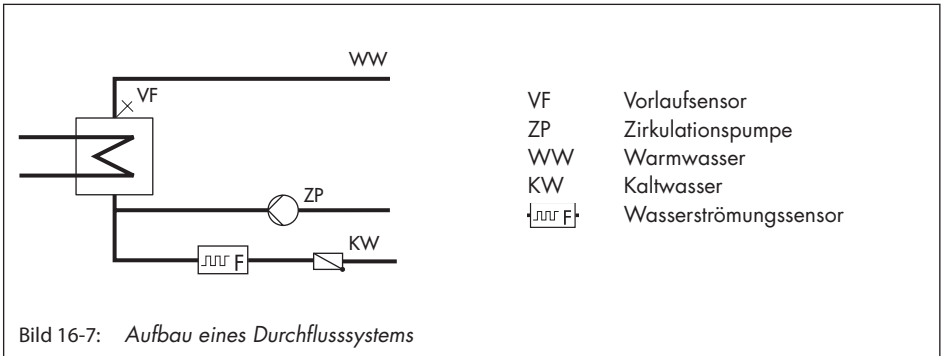 WW
VF
ZP
KW
F
VF Vorlaufsensor
ZP Zirkulationspumpe
WW Warmwasser
KW Kaltwasser
F Wasserströmungssensor
Bild 16-7: Aufbau eines Durchflusssystems